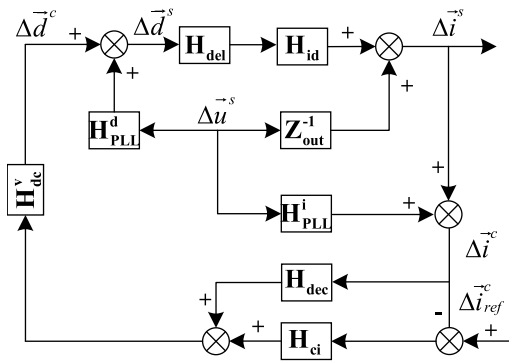 Δd⃗ᶜ + Δd⃗ˢ H_del H_id + Δi⃗ˢ
+ +
H^d_PLL Δu⃗ˢ Z^-1_out
+
H^v_dc H^i_PLL +
Δi⃗ᶜ
H_dec Δi⃗ᶜ_ref
+ -
+ H_ci +